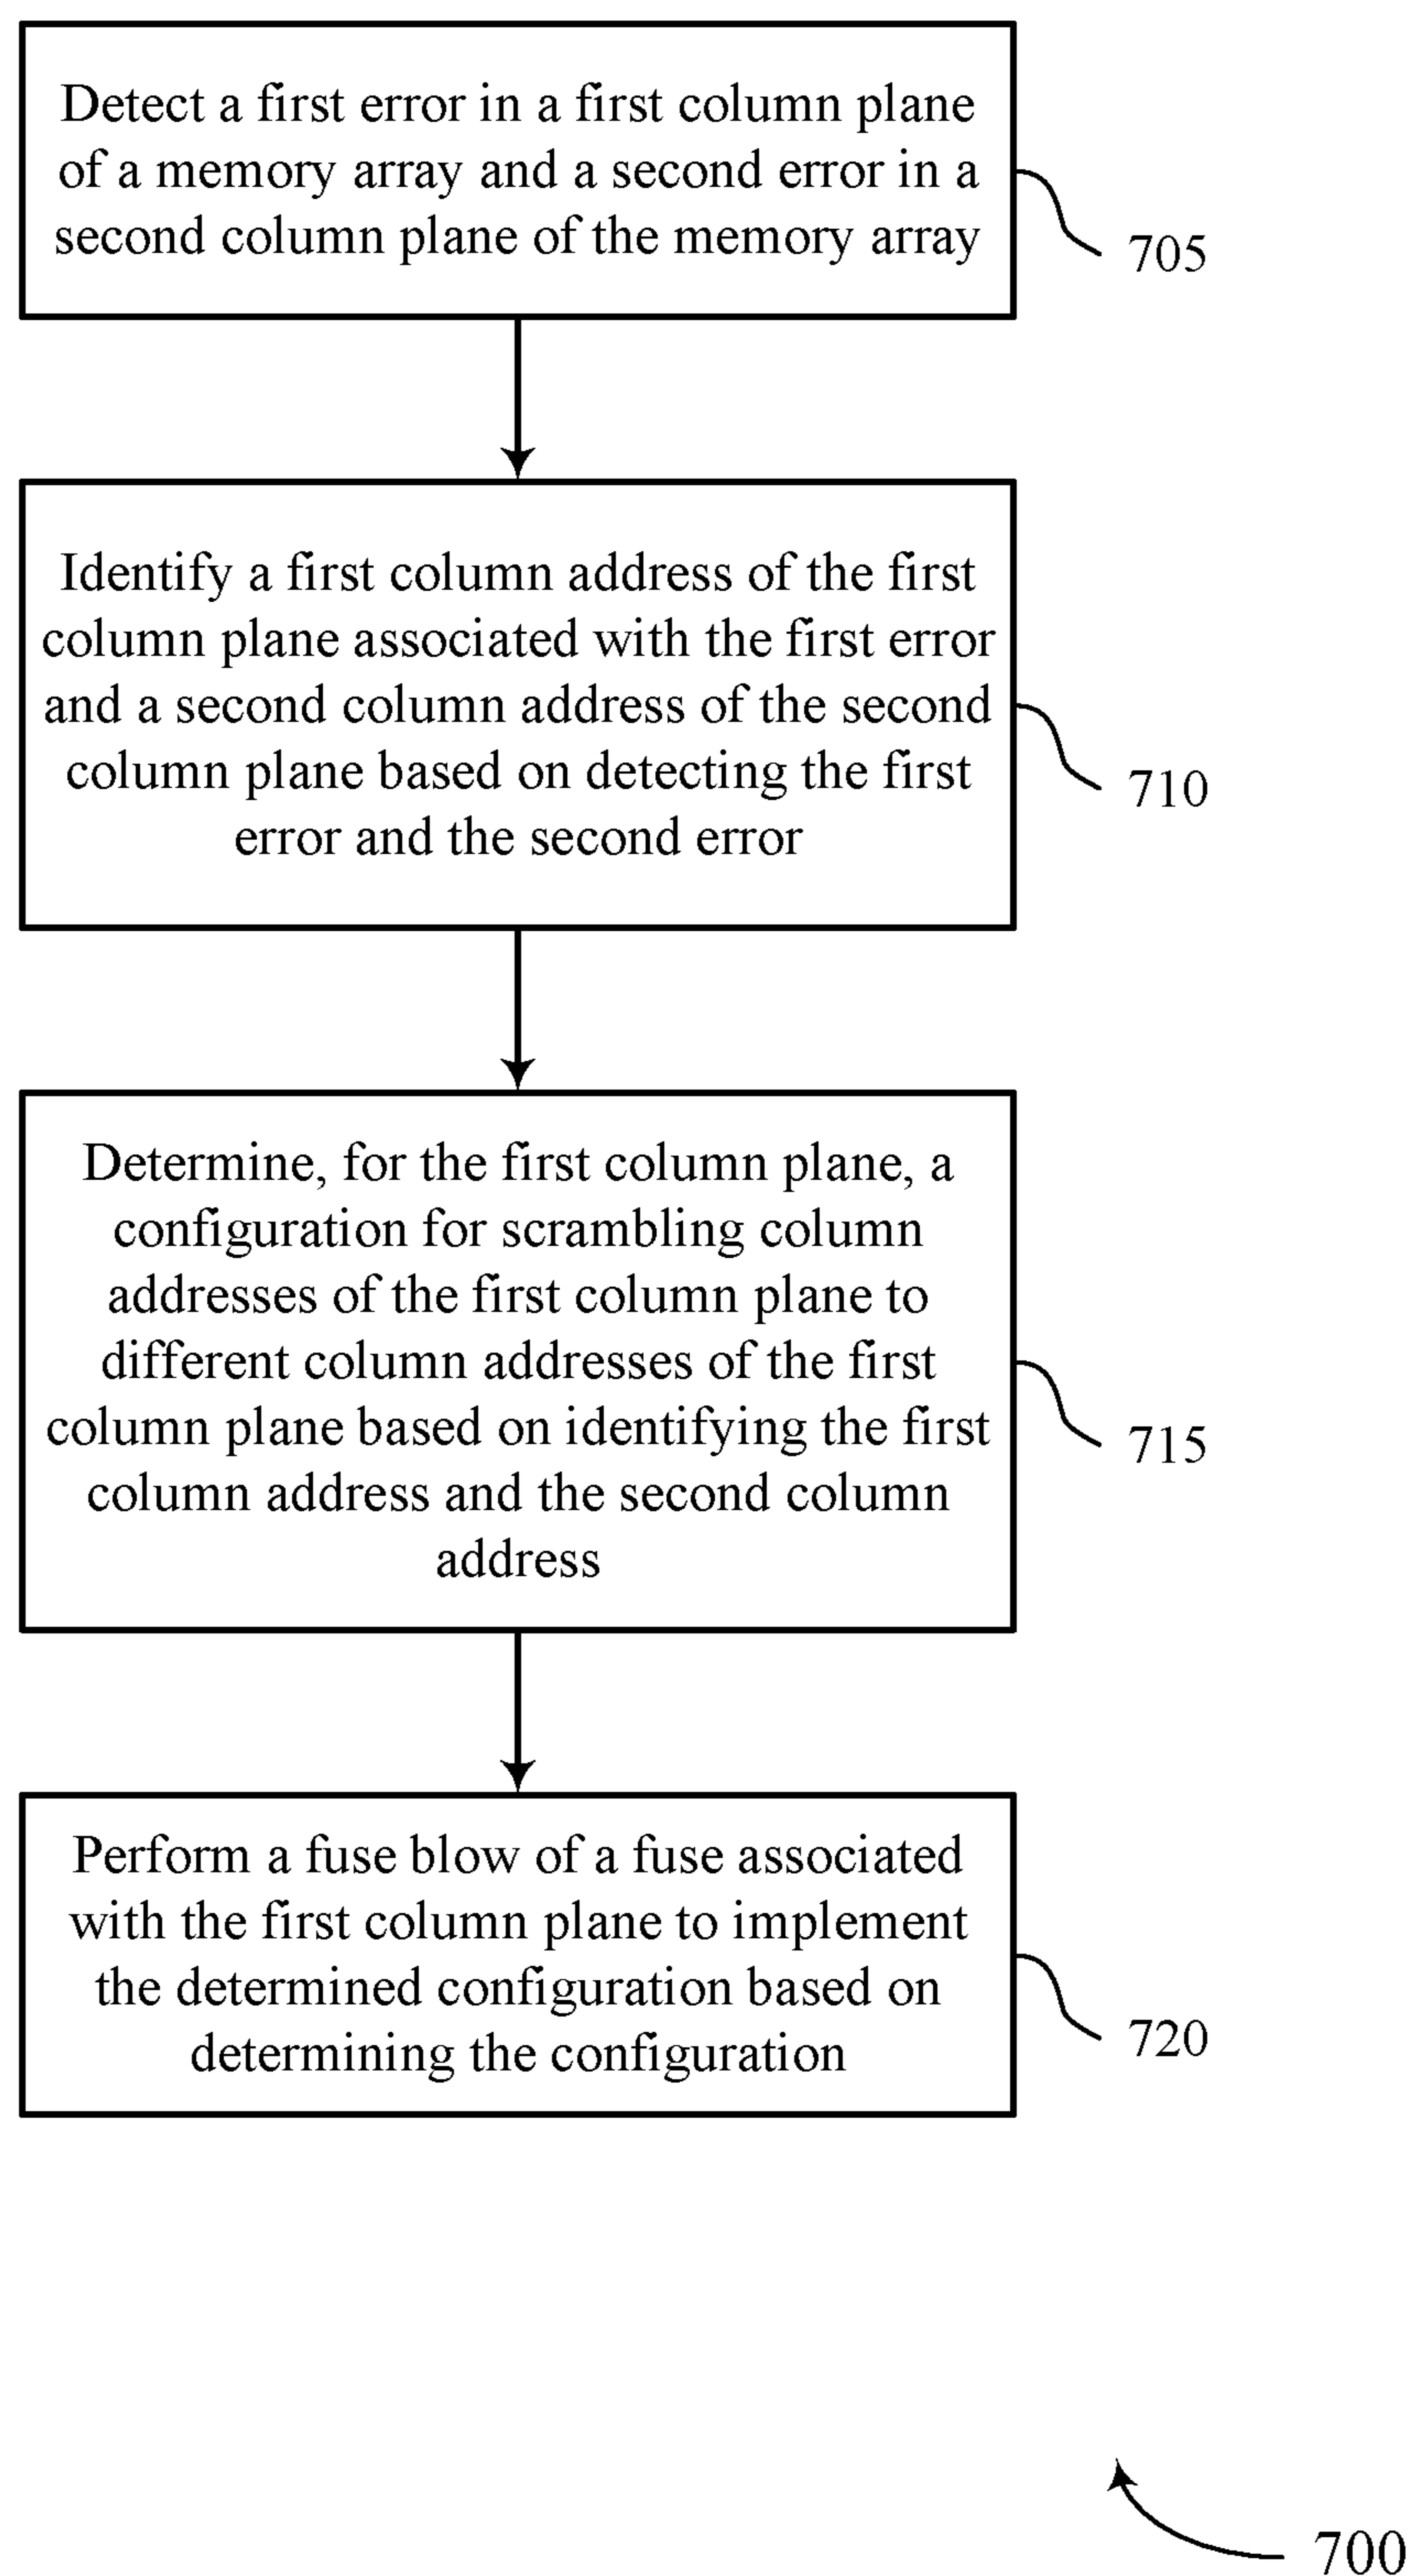 Detect a first error in a first column plane
of a memory array and a second error in a
second column plane of the memory array
705
Identify a first column address of the first
column plane associated with the first error
and a second column address of the second
column plane based on detecting the first
error and the second error
710
Determine, for the first column plane, a
configuration for scrambling column
addresses of the first column plane to
different column addresses of the first
column plane based on identifying the first
column address and the second column
address
715
Perform a fuse blow of a fuse associated
with the first column plane to implement
the determined configuration based on
determining the configuration
720
700